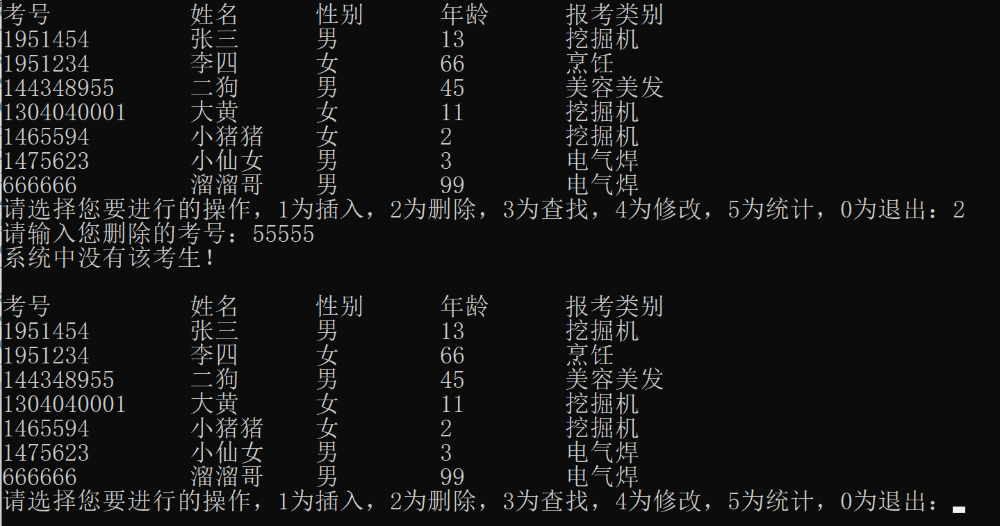 考号 姓名 性别 年龄 报考类别
1951454 张三 男 13 挖掘机
1951234 李四 女 66 烹饪
144348955 二狗 男 45 美容美发
1304040001 大黄 女 11 挖掘机
1465594 小猪猪 女 2 挖掘机
1475623 小仙女 男 3 电气焊
666666 溜溜哥 男 99 电气焊
请选择您要进行的操作，1为插入，2为删除，3为查找，4为修改，5为统计，0为退出：2
请输入您删除的考号：55555
系统中没有该考生！
考号 姓名 性别 年龄 报考类别
1951454 张三 男 13 挖掘机
1951234 李四 女 66 烹饪
144348955 二狗 男 45 美容美发
1304040001 大黄 女 11 挖掘机
1465594 小猪猪 女 2 挖掘机
1475623 小仙女 男 3 电气焊
666666 溜溜哥 男 99 电气焊
请选择您要进行的操作，1为插入，2为删除，3为查找，4为修改，5为统计，0为退出：